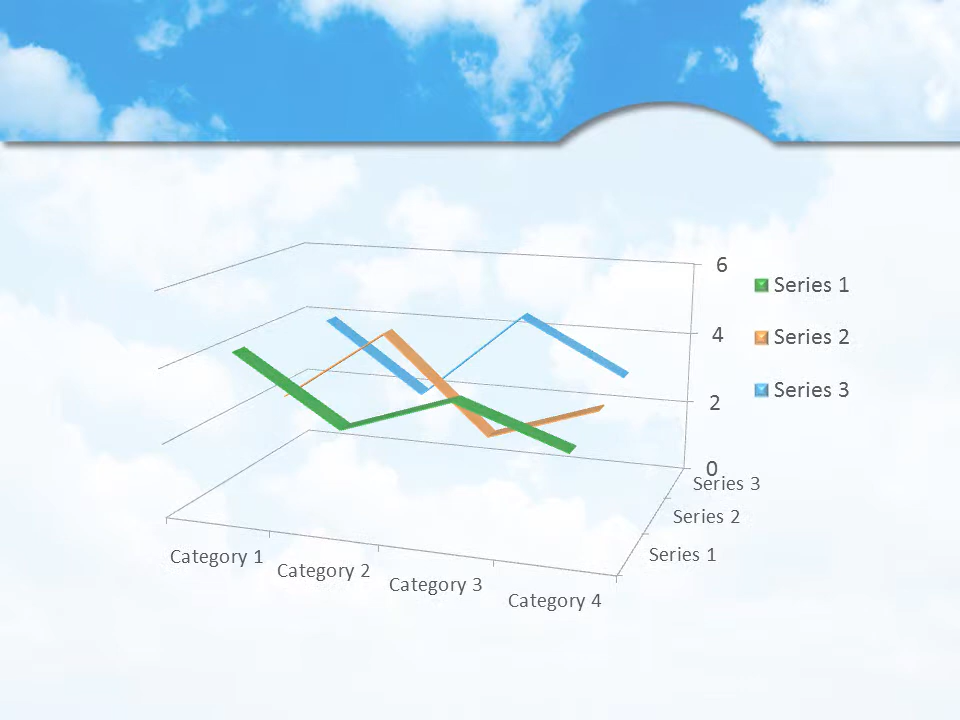 6
Series 1
4
Series 2
Series 3
2
0
Series 3
Series 2
Series 1
Category 1
Category 2
Category 3
Category 4